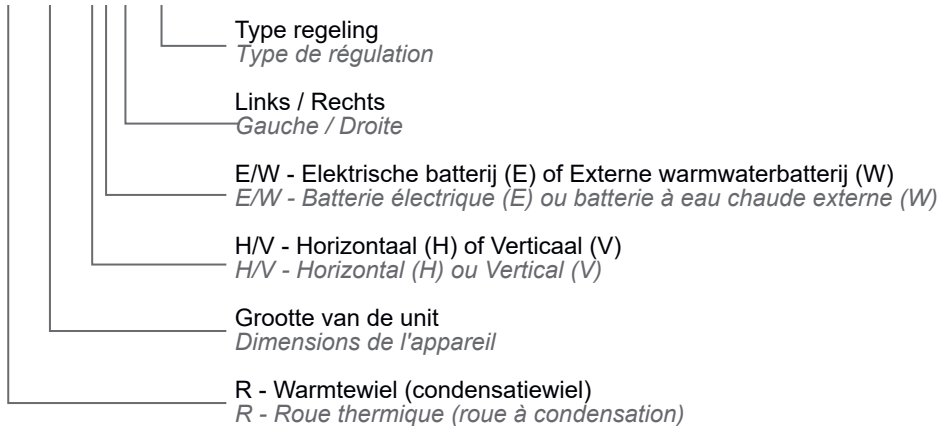 Type regeling
Type de régulation
Links / Rechts
Gauche / Droite
E/W - Elektrische batterij (E) of Externe warmwaterbatterij (W)
E/W - Batterie électrique (E) ou batterie à eau chaude externe (W)
H/V - Horizontaal (H) of Verticaal (V)
H/V - Horizontal (H) ou Vertical (V)
Grootte van de unit
Dimensions de l'appareil
R - Warmtewiel (condensatiewiel)
R - Roue thermique (roue à condensation)